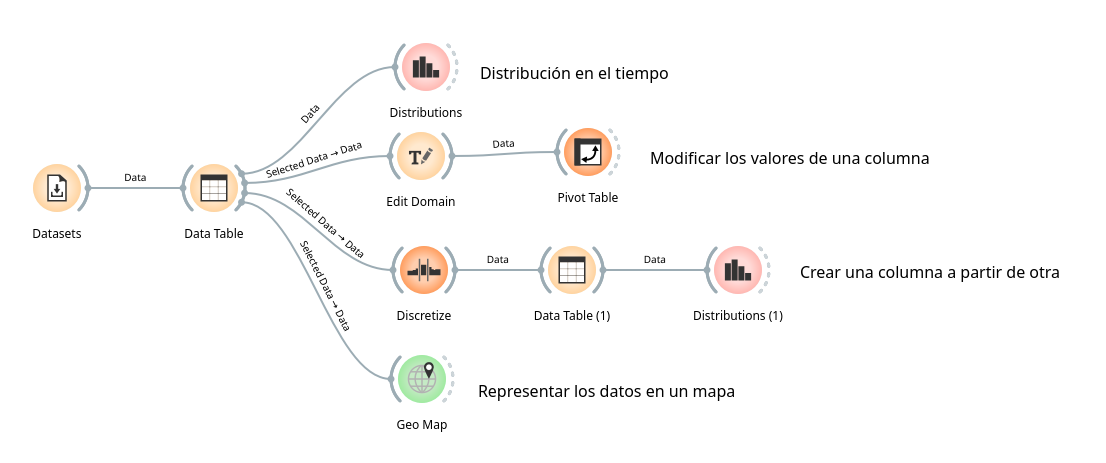 Data
Distribución en el tiempo
Distributions
Selected Data → Data
Data
Modificar los valores de una columna
Edit Domain
Pivot Table
Data
Datasets
Data Table
Selected Data → Data
Data
Data
Crear una columna a partir de otra
Discretize
Data Table (1)
Distributions (1)
Selected Data → Data
Representar los datos en un mapa
Geo Map